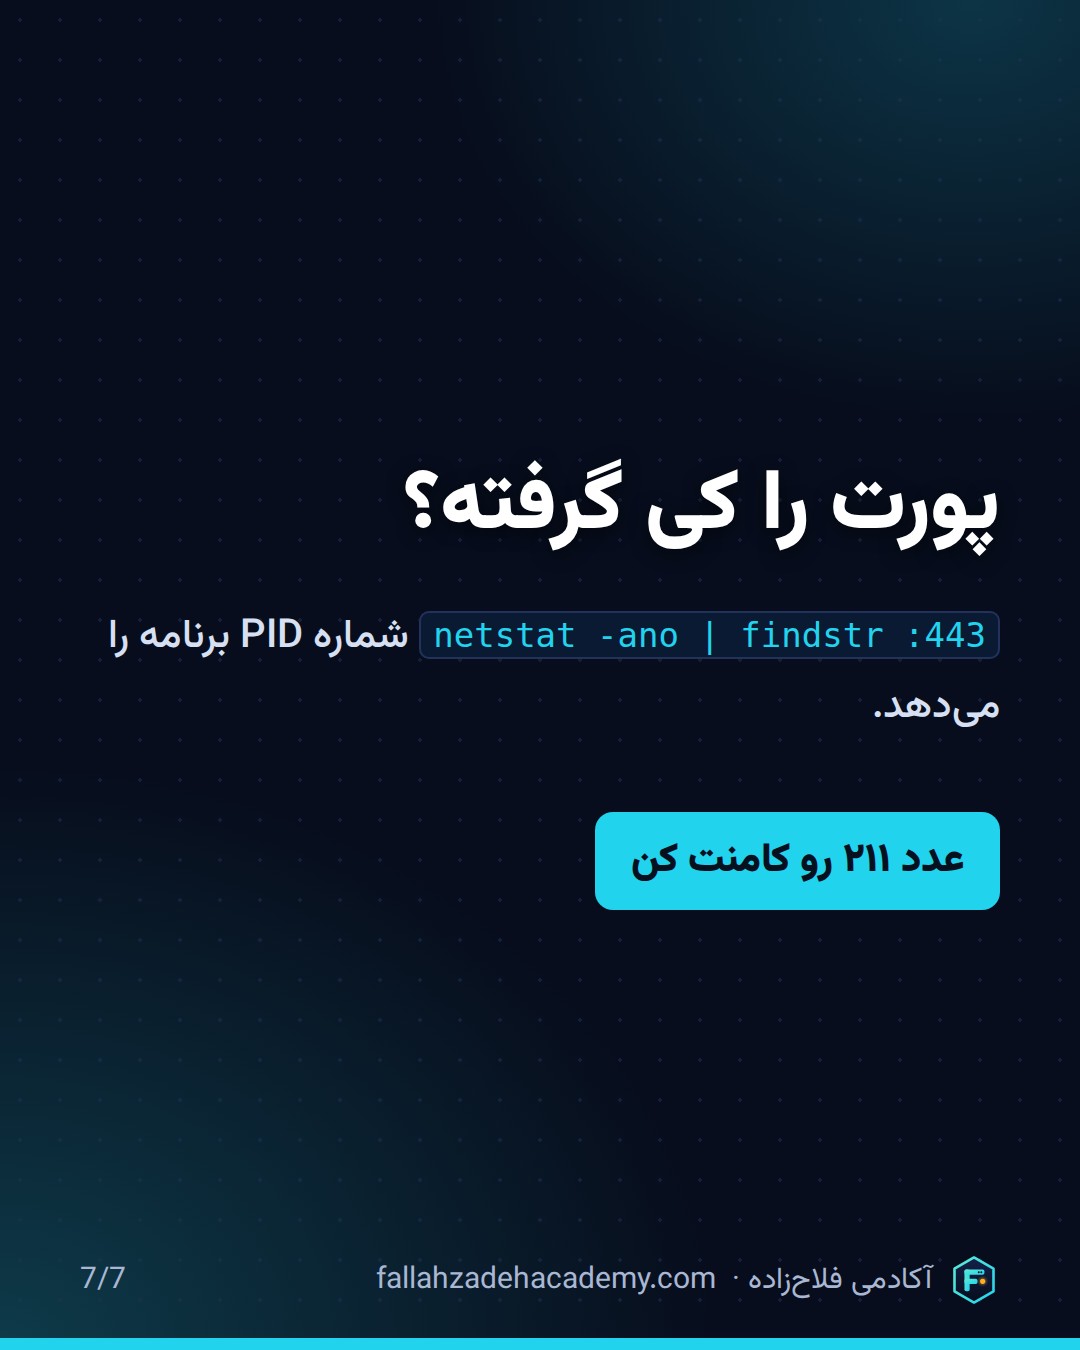 پورت را کی گرفته؟
netstat -ano | findstr :443 شماره PID برنامه را
می‌دهد.
عدد ۲۱۱ رو کامنت کن
آکادمی فلاح‌زاده · fallahzadehacademy.com
7/7